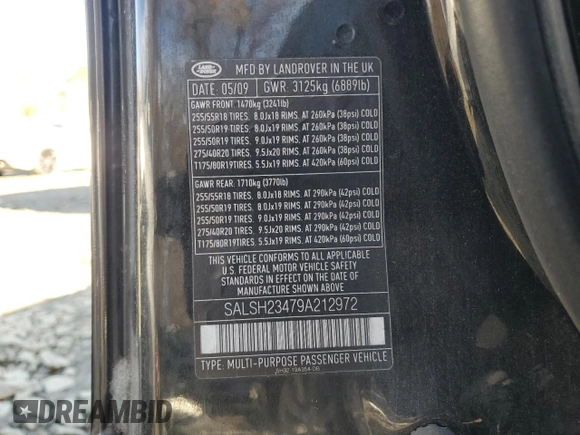 LAND ROVER
MFD BY LANDROVER IN THE UK
DATE: 05/09 GWR. 3125kg (6889lb)
GAWR FRONT: 1470kg (3241lb)
255/55R18 TIRES, 8.0Jx18 RIMS. AT 260kPa (38psi) COLD
255/50R19 TIRES, 8.0Jx19 RIMS. AT 260kPa (38psi) COLD
255/50R19 TIRES, 9.0Jx19 RIMS. AT 260kPa (38psi) COLD
275/40R20 TIRES, 9.5Jx20 RIMS. AT 260kPa (38psi) COLD
T175/80R19TIRES, 5.5Jx19 RIMS. AT 420kPa (60psi) COLD
GAWR REAR: 1710kg (3770lb)
255/55R18 TIRES, 8.0Jx18 RIMS. AT 290kPa (42psi) COLD
255/50R19 TIRES, 8.0Jx19 RIMS. AT 290kPa (42psi) COLD
255/50R19 TIRES, 9.0Jx19 RIMS. AT 290kPa (42psi) COLD
275/40R20 TIRES, 9.5Jx20 RIMS. AT 290kPa (42psi) COLD
T175/80R19TIRES, 5.5Jx19 RIMS. AT 420kPa (60psi) COLD
THIS VEHICLE CONFORMS TO ALL APPLICABLE
U.S. FEDERAL MOTOR VEHICLE SAFETY
STANDARDS IN EFFECT ON THE DATE OF
MANUFACTURE SHOWN ABOVE
SALSH23479A212972
TYPE: MULTI-PURPOSE PASSENGER VEHICLE
DREAMBID